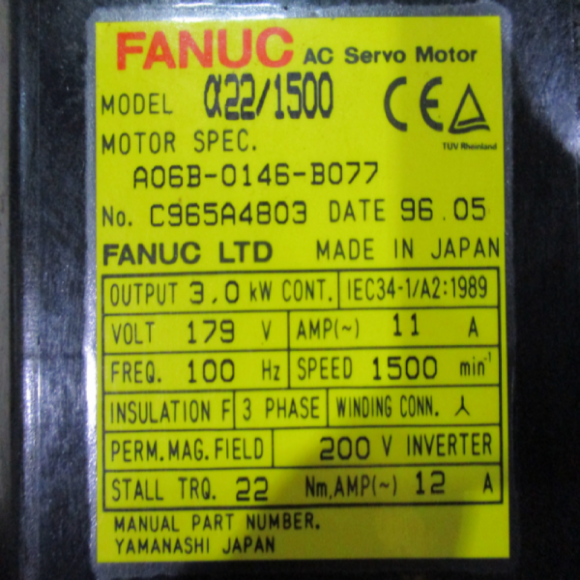 FANUC AC Servo Motor
MODEL α22/1500 CE
TÜV Rheinland
MOTOR SPEC.
A06B-0146-B077
No. C965A4803 DATE 96.05
FANUC LTD MADE IN JAPAN
OUTPUT 3.0 kW CONT. IEC34-1/A2:1989
VOLT 179 V AMP(~) 11 A
FREQ. 100 Hz SPEED 1500 min⁻¹
INSULATION F 3 PHASE WINDING CONN. 人
PERM.MAG.FIELD 200 V INVERTER
STALL TRQ. 22 Nm,AMP(~) 12 A
MANUAL PART NUMBER.
YAMANASHI JAPAN